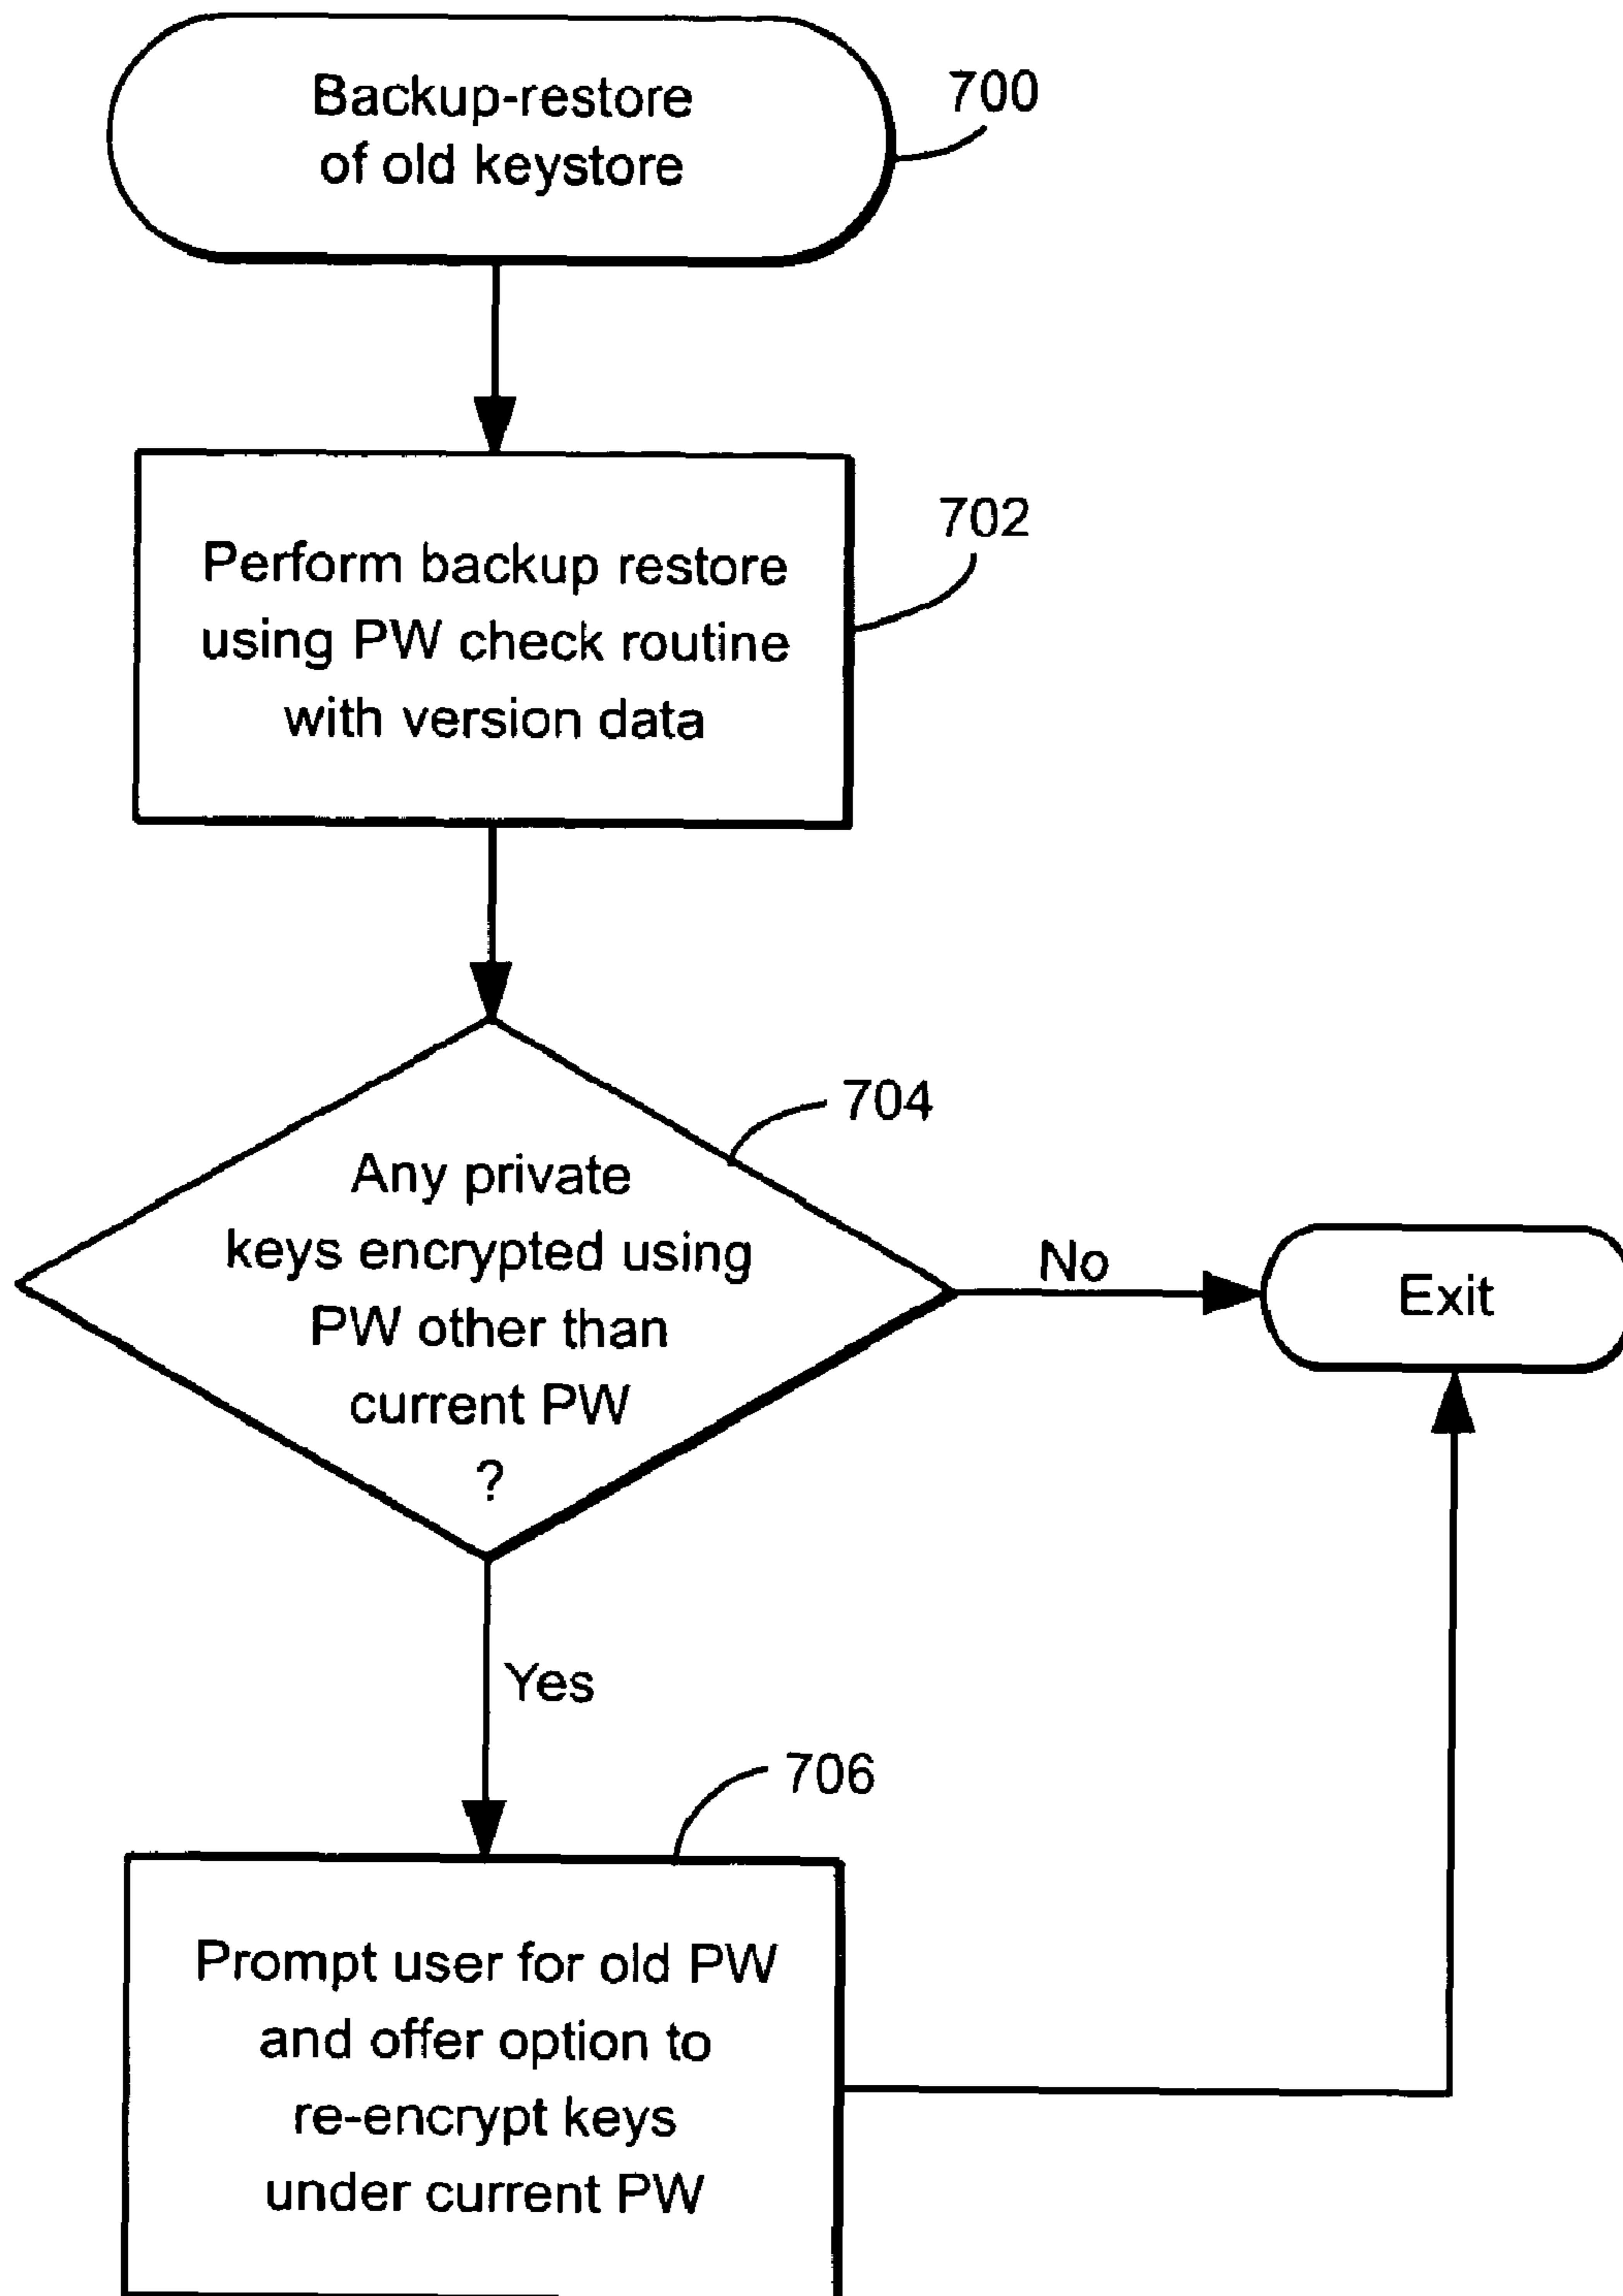 Backup-restore
of old keystore
700
Perform backup restore
using PW check routine
with version data
702
704
Any private
keys encrypted using
PW other than
current PW
?
No
Exit
Yes
706
Prompt user for old PW
and offer option to
re-encrypt keys
under current PW